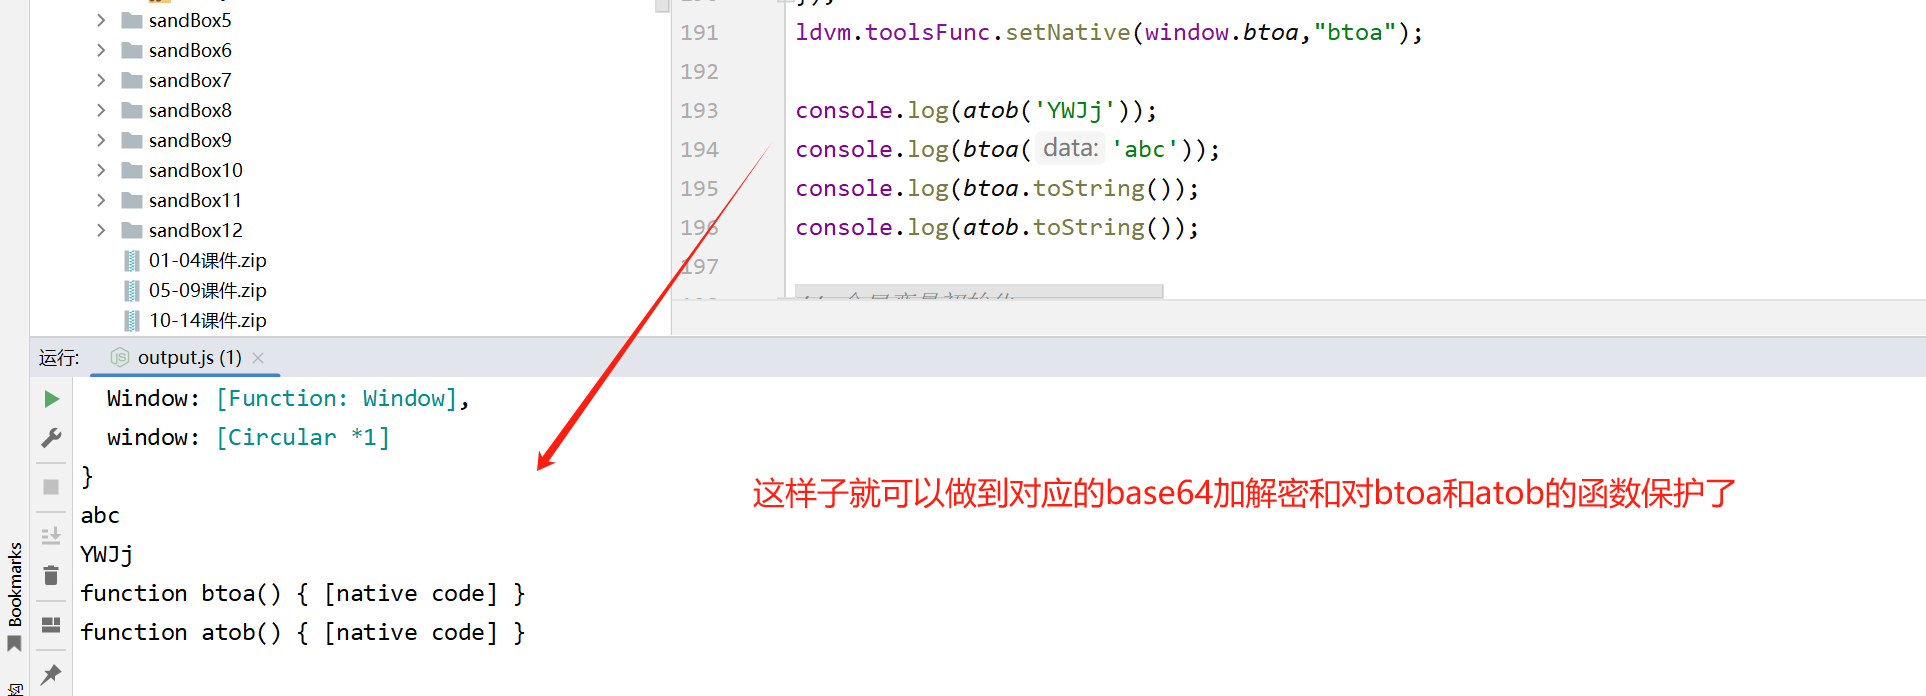 sandBox5
sandBox6
sandBox7
sandBox8
sandBox9
sandBox10
sandBox11
sandBox12
01-04课件.zip
05-09课件.zip
10-14课件.zip
191 ldvm.toolsFunc.setNative(window.btoa,"btoa");
192
193 console.log(atob('YWJj'));
194 console.log(btoa( data: 'abc'));
195 console.log(btoa.toString());
196 console.log(atob.toString());
197
运行: output.js (1)
Window: [Function: Window],
window: [Circular *1]
}
abc
YWJj
function btoa() { [native code] }
function atob() { [native code] }
这样子就可以做到对应的base64加解密和对btoa和atob的函数保护了
Bookmarks
构